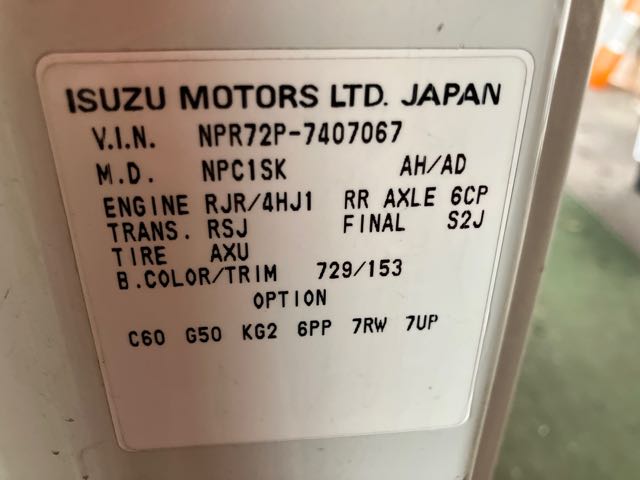 ISUZU MOTORS LTD. JAPAN
V.I.N. NPR72P-7407067
M.D. NPC1SK AH/AD
ENGINE RJR/4HJ1 RR AXLE 6CP
TRANS. RSJ FINAL S2J
TIRE AXU
B.COLOR/TRIM 729/153
OPTION
C60 G50 KG2 6PP 7RW 7UP